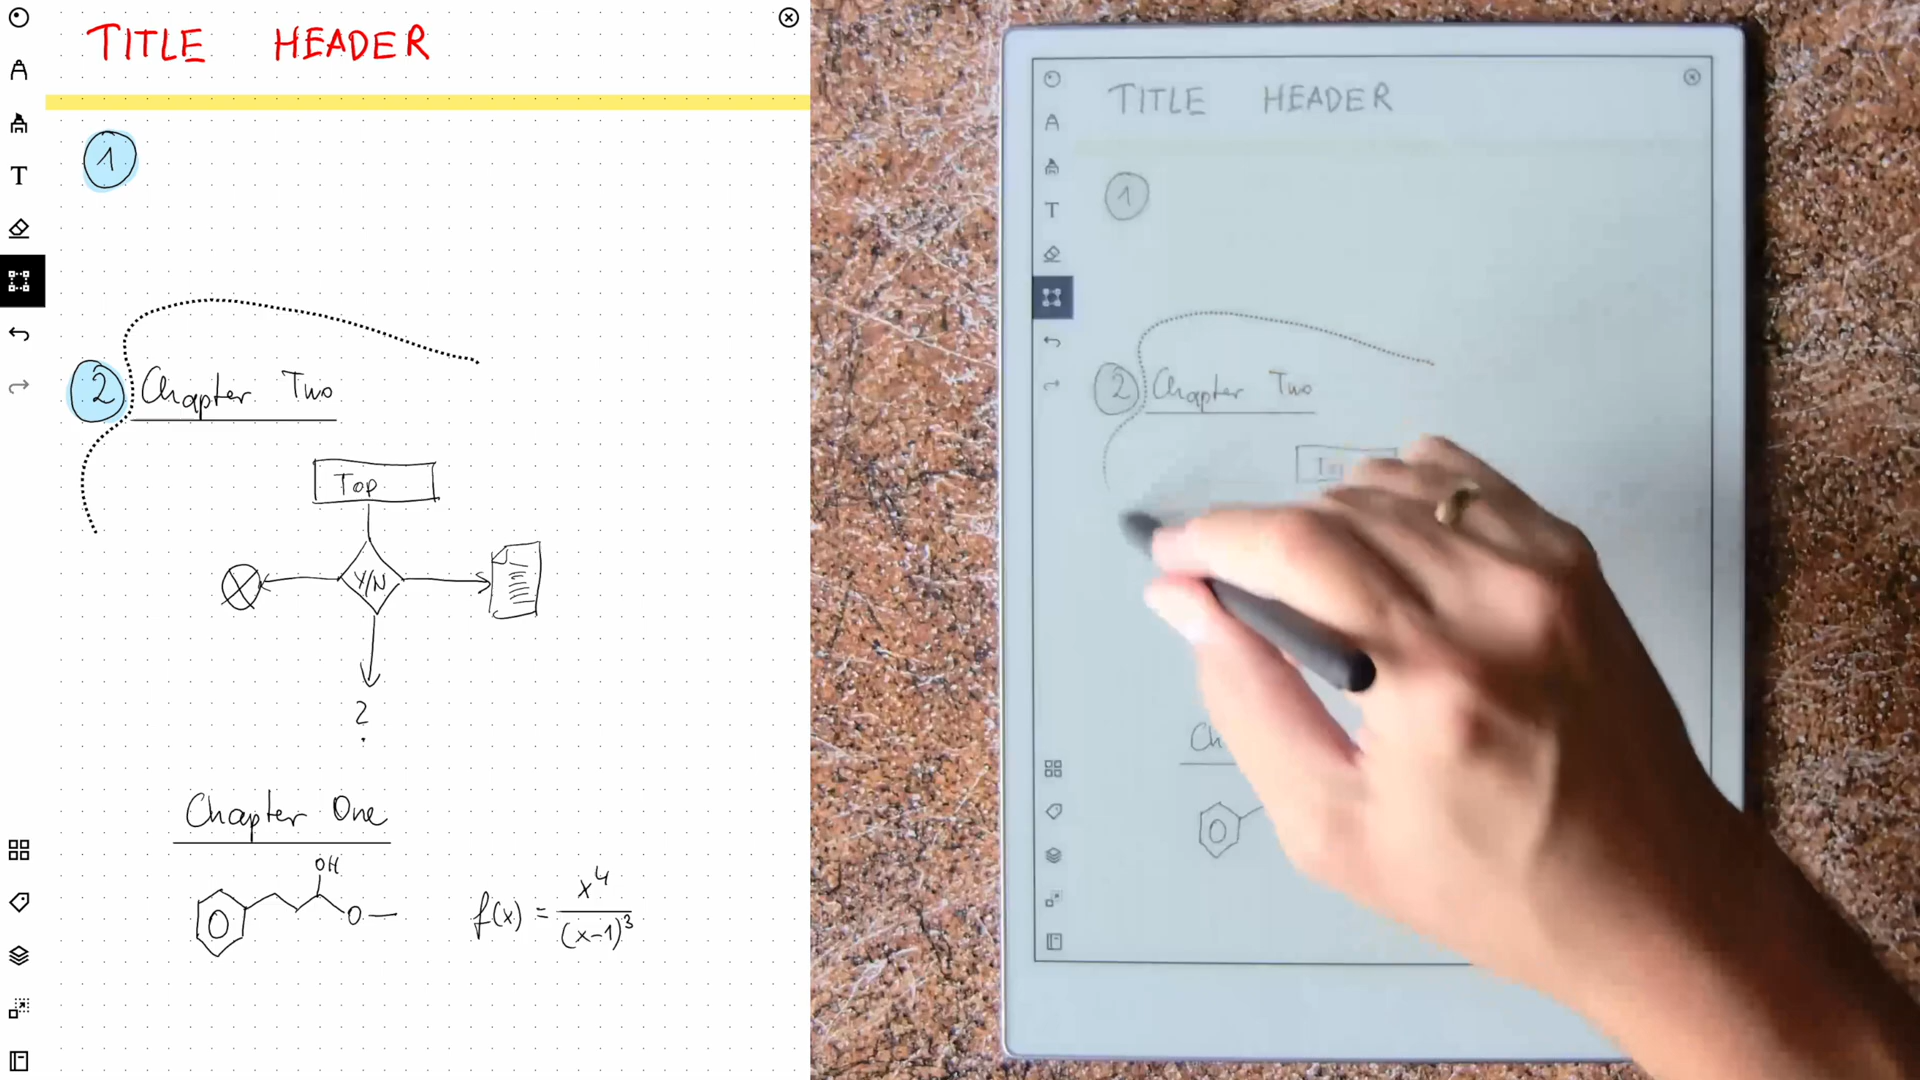 TITLE HEADER
1
2 Chapter Two
Top
Y/N
?
Chapter One
OH
O
f(x) = x⁴ / (x-1)³
T
TITLE HEADER
1
T
2 Chapter Two
Ch